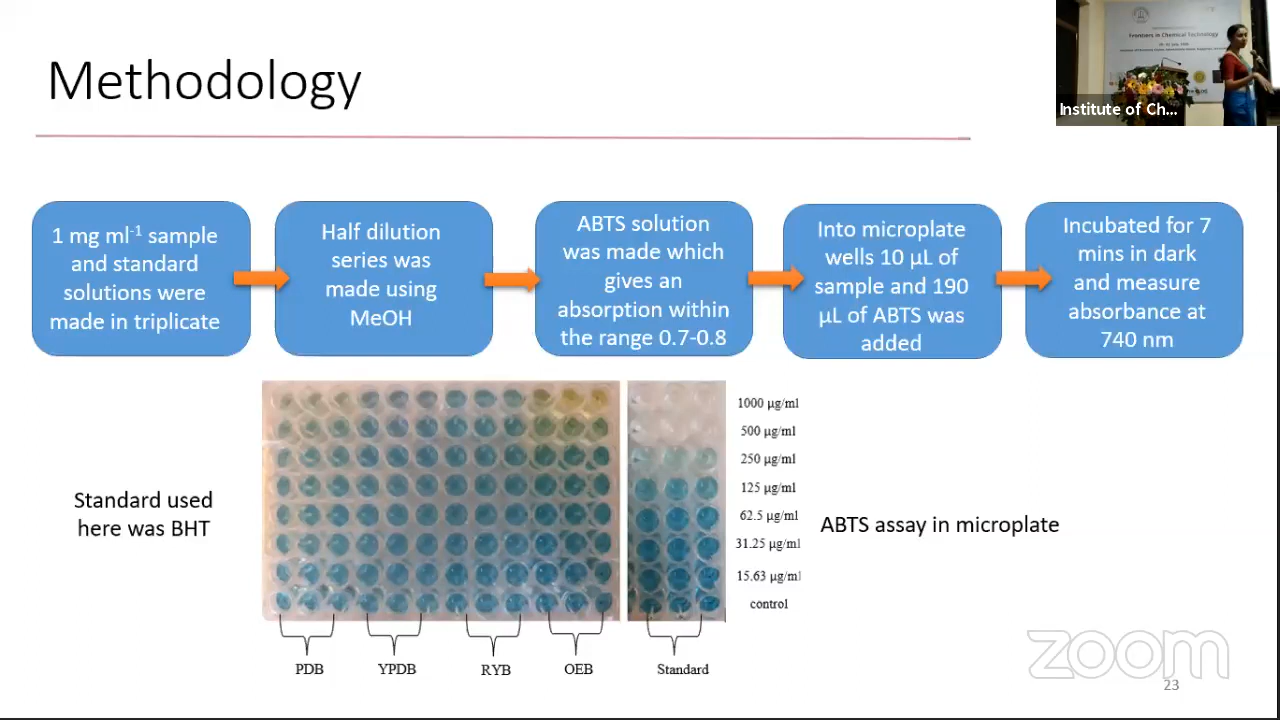 Methodology
Frontiers in Chemical Technology
Institute of Ch...
1 mg ml-1 sample
and standard
solutions were
made in triplicate
Half dilution
series was
made using
MeOH
ABTS solution
was made which
gives an
absorption within
the range 0.7-0.8
Into microplate
wells 10 µL of
sample and 190
µL of ABTS was
added
Incubated for 7
mins in dark
and measure
absorbance at
740 nm
Standard used
here was BHT
1000 µg/ml
500 µg/ml
250 µg/ml
125 µg/ml
62.5 µg/ml
31.25 µg/ml
15.63 µg/ml
control
ABTS assay in microplate
PDB
YPDB
RYB
OEB
Standard
zoom
23